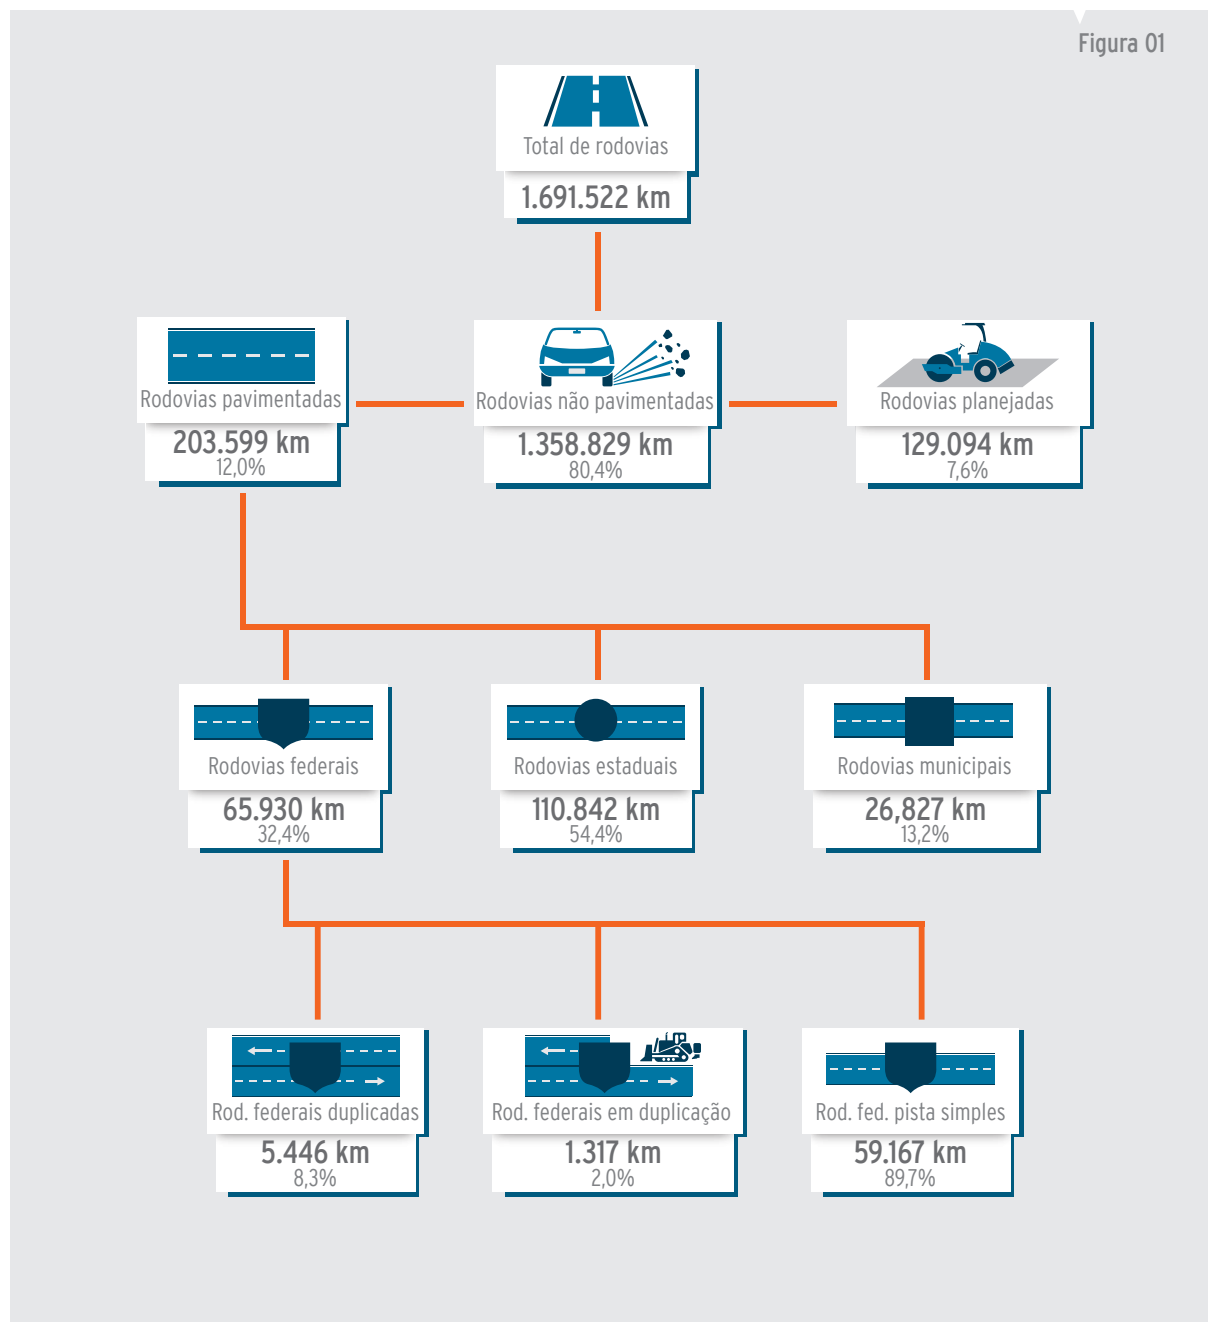 Figura 01
Total de rodovias
1.691.522 km
Rodovias pavimentadas
203.599 km
12,0%
Rodovias não pavimentadas
1.358.829 km
80,4%
Rodovias planejadas
129.094 km
7,6%
Rodovias federais
65.930 km
32,4%
Rodovias estaduais
110.842 km
54,4%
Rodovias municipais
26,827 km
13,2%
Rod. federais duplicadas
5.446 km
8,3%
Rod. federais em duplicação
1.317 km
2,0%
Rod. fed. pista simples
59.167 km
89,7%